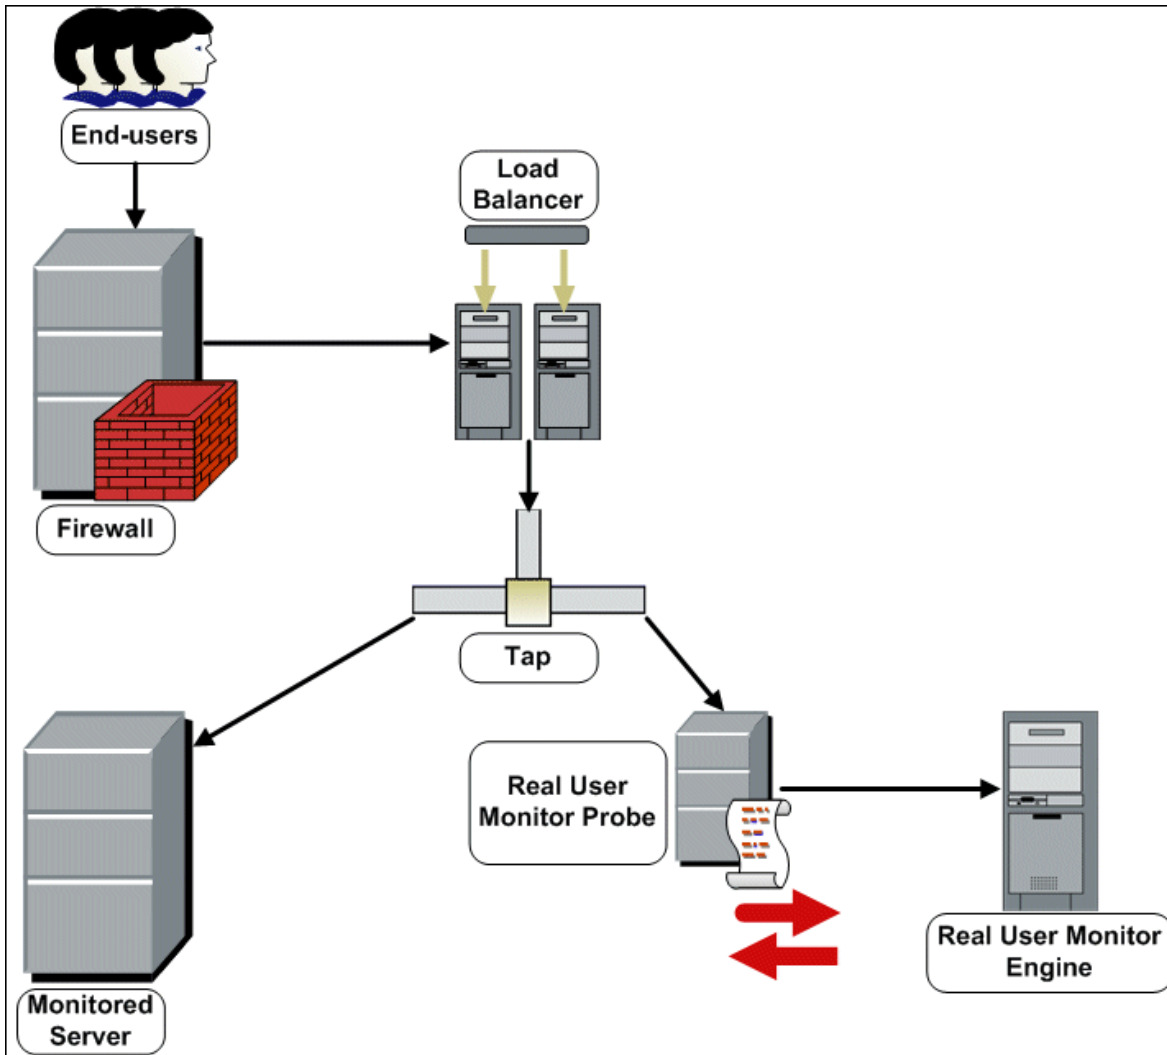 End-users
Load
Balancer
Firewall
Tap
Real User
Monitor Probe
Real User Monitor
Engine
Monitored
Server